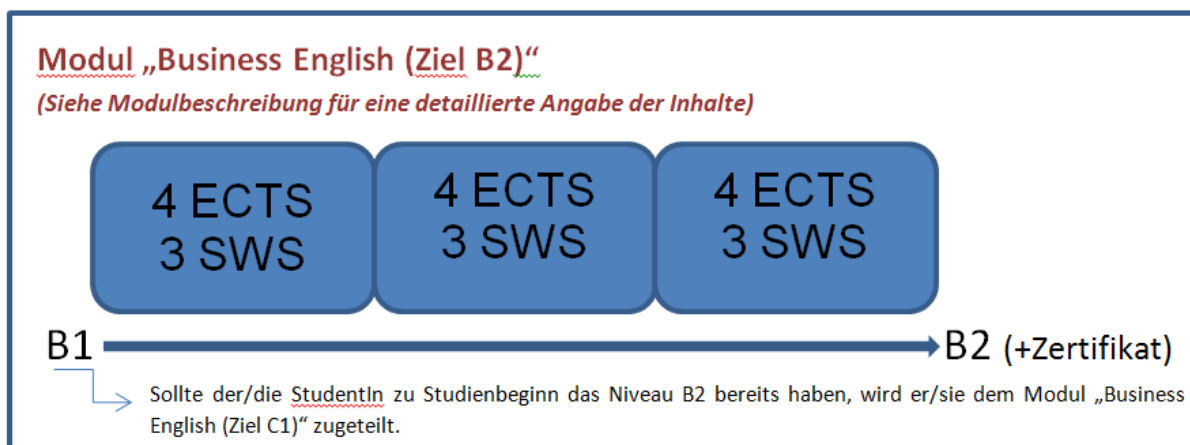 Modul „Business English (Ziel B2)“
(Siehe Modulbeschreibung für eine detaillierte Angabe der Inhalte)
4 ECTS 4 ECTS 4 ECTS
3 SWS 3 SWS 3 SWS
B1 B2 (+Zertifikat)
Sollte der/die StudentIn zu Studienbeginn das Niveau B2 bereits haben, wird er/sie dem Modul „Business
English (Ziel C1)“ zugeteilt.